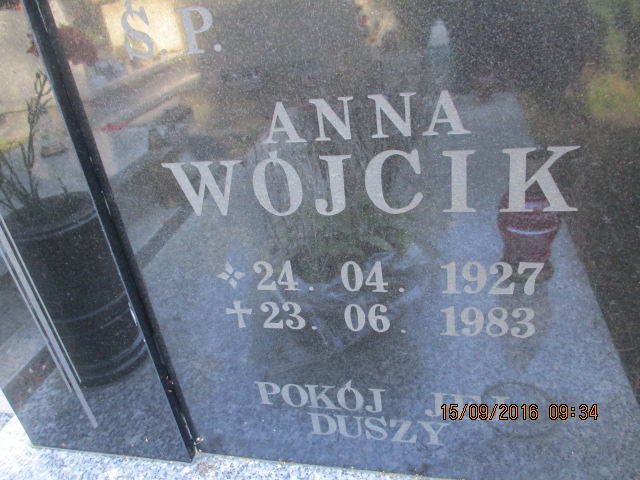 Ś. P.
ANNA
WÓJCIK
24. 04. 1927
✝ 23. 06. 1983
POKÓJ
DUSZY
15/09/2016 09:34